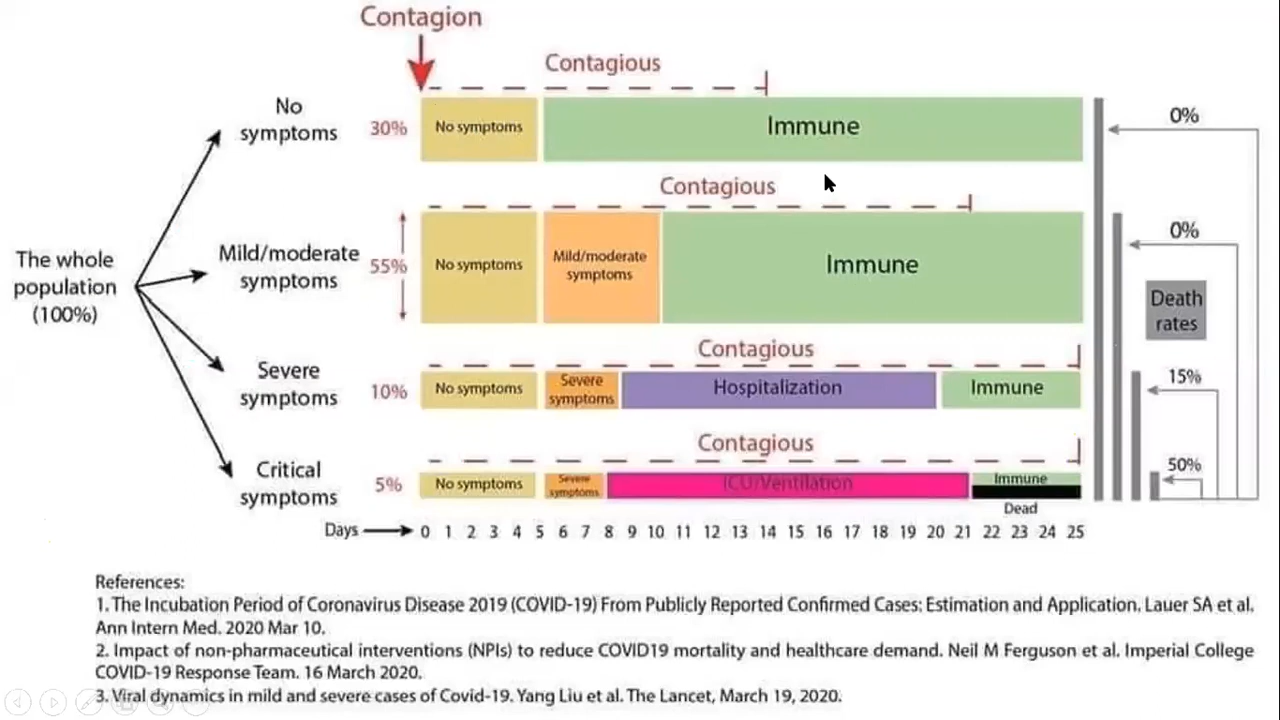 Contagion
Contagious
No
symptoms
30%
No symptoms
Immune
0%
Contagious
Mild/moderate
symptoms
55%
No symptoms
Mild/moderate
symptoms
Immune
0%
The whole
population
(100%)
Death
rates
Contagious
Severe
symptoms
10%
No symptoms
Severe
symptoms
Hospitalization
Immune
15%
Contagious
Critical
symptoms
5%
No symptoms
Severe
symptoms
ICU/Ventilation
Immune
Dead
50%
Days 0 1 2 3 4 5 6 7 8 9 10 11 12 13 14 15 16 17 18 19 20 21 22 23 24 25
References:
1. The Incubation Period of Coronavirus Disease 2019 (COVID-19) From Publicly Reported Confirmed Cases: Estimation and Application. Lauer SA et al.
Ann Intern Med. 2020 Mar 10.
2. Impact of non-pharmaceutical interventions (NPIs) to reduce COVID19 mortality and healthcare demand. Neil M Ferguson et al. Imperial College
COVID-19 Response Team. 16 March 2020.
3. Viral dynamics in mild and severe cases of Covid-19. Yang Liu et al. The Lancet, March 19, 2020.